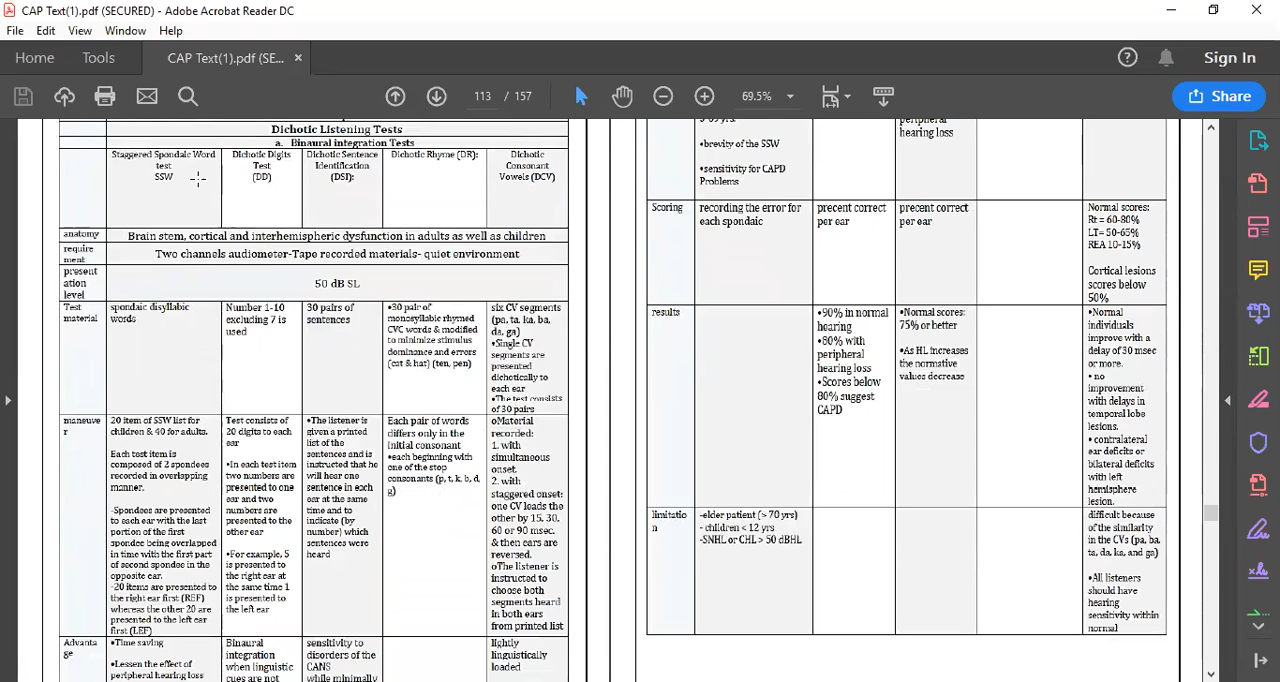 CAP Text(1).pdf (SECURED) - Adobe Acrobat Reader DC
File Edit View Window Help
Home Tools CAP Text(1).pdf (SE... × Sign In
113 / 157 69.5% Share
Dichotic Listening Tests
a. Binaural integration Tests
Staggered Spondaic Word
test
SSW
Dichotic Digits
Test
(DD)
Dichotic Sentence
Identification
(DSI):
Dichotic Rhyme (DR):
Dichotic
Consonant
Vowels (DCV)
anatomy
Brain stem, cortical and interhemispheric dysfunction in adults as well as children
require
ment
Two channels audiometer-Tape recorded materials- quiet environment
present
ation
level
50 dB SL
Test
material
spondaic disyllabic
words
Number 1-10
excluding 7 is
used
30 pairs of
sentences
•30 pair of
monosyllabic rhymed
CVC words & modified
to minimize stimulus
dominance and errors
(cat & hat) (ten, pen)
six CV segments
(pa, ta, ka, ba,
da, ga)
•Single CV
segments are
presented
dichotically to
each ear
•The test consists
of 30 pairs
maneuve
r
20 item of SSW list for
children & 40 for adults.
Each test item is
composed of 2 spondees
recorded in overlapping
manner.
-Spondees are presented
to each ear with the last
portion of the first
spondee being overlapped
in time with the first part
of second spondee in the
opposite ear.
-20 items are presented to
the right ear first (REF)
whereas the other 20 are
presented to the left ear
first (LEF)
Test consists of
20 digits to each
ear
•In each test item
two numbers are
presented to one
ear and two
numbers are
presented to the
other ear
•For example, 5
is presented to
the right ear at
the same time 1
is presented to
the left ear
•The listener is
given a printed
list of the
sentences and is
instructed that he
will hear one
sentence in each
ear at the same
time and to
indicate (by
number) which
sentences were
heard
Each pair of words
differs only in the
initial consonant
•each beginning with
one of the stop
consonants (p, t, k, b, d,
g)
oMaterial
recorded:
1. with
simultaneous
onset.
2. with
staggered onset:
one CV leads the
other by 15, 30,
60 or 90 msec.
& then ears are
reversed.
oThe listener is
instructed to
choose both
segments heard
in both ears
from printed list
Advanta
ge
•Time saving
•Lessen the effect of
peripheral hearing loss
Binaural
integration
when linguistic
cues are not
sensitivity to
disorders of the
CANS
while minimally
lightly
linguistically
loaded
•brevity of the SSW
•sensitivity for CAPD
Problems
peripheral
hearing loss
Scoring
recording the error for
each spondaic
precent correct
per ear
precent correct
per ear
Normal scores:
Rt = 60-80%
LT= 50-65%
REA 10-15%
Cortical lesions
scores below
50%
results
•90% in normal
hearing
•80% with
peripheral
hearing loss
•Scores below
80% suggest
CAPD
•Normal scores:
75% or better
•As HL increases
the normative
values decrease
•Normal
individuals
improve with a
delay of 30 msec
or more.
• no
improvement
with delays in
temporal lobe
lesions.
• contralateral
ear deficits or
bilateral deficits
with left
hemisphere
lesion.
limitatio
n
-elder patient (> 70 yrs)
- children < 12 yrs
-SNHL or CHL > 50 dBHL
difficult because
of the similarity
in the CVs (pa, ba,
ta, da, ka, and ga)
•All listeners
should have
hearing
sensitivity within
normal